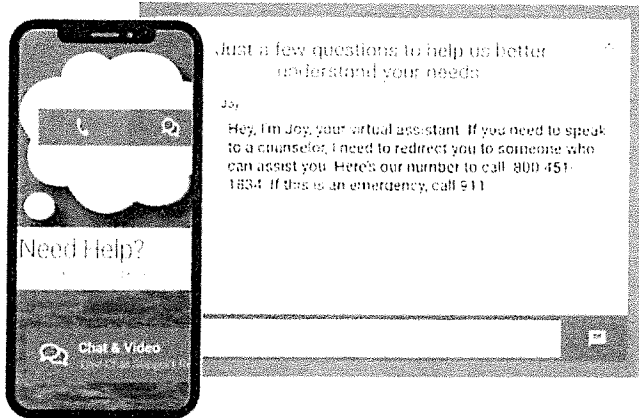 Just a few questions to help us better
understand your needs
Joy
Hey, I'm Joy, your virtual assistant. If you need to speak
to a counselor, I need to redirect you to someone who
can assist you. Here's our number to call: 800-451-
1834. If this is an emergency, call 911.
Need Help?
Chat & Video